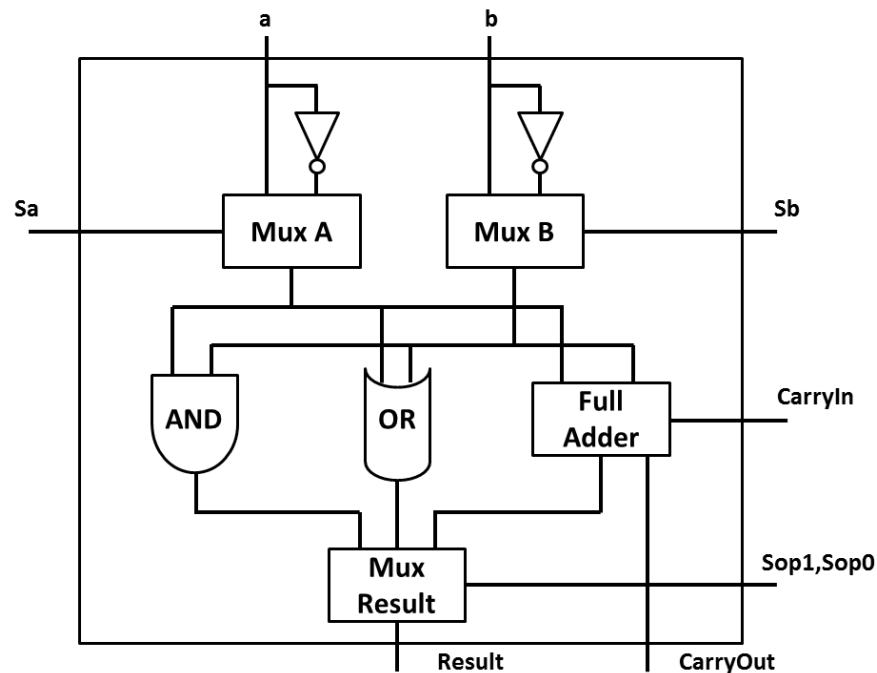 a
b
Sa
Mux A
Mux B
Sb
AND
OR
Full
Adder
CarryIn
Mux
Result
Sop1,Sop0
Result
CarryOut